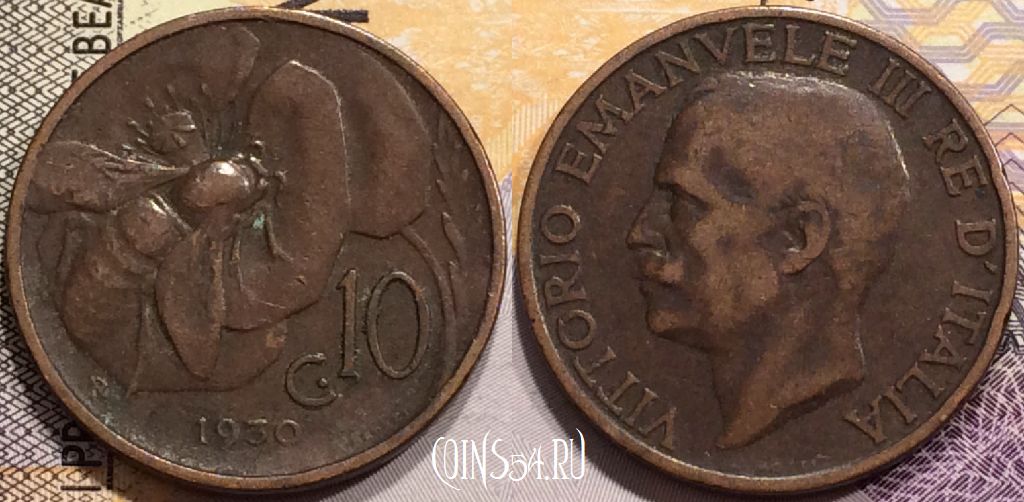 C. 10
1930
VITTORIO EMANVELE III RE D'ITALIA
COINS54.RU